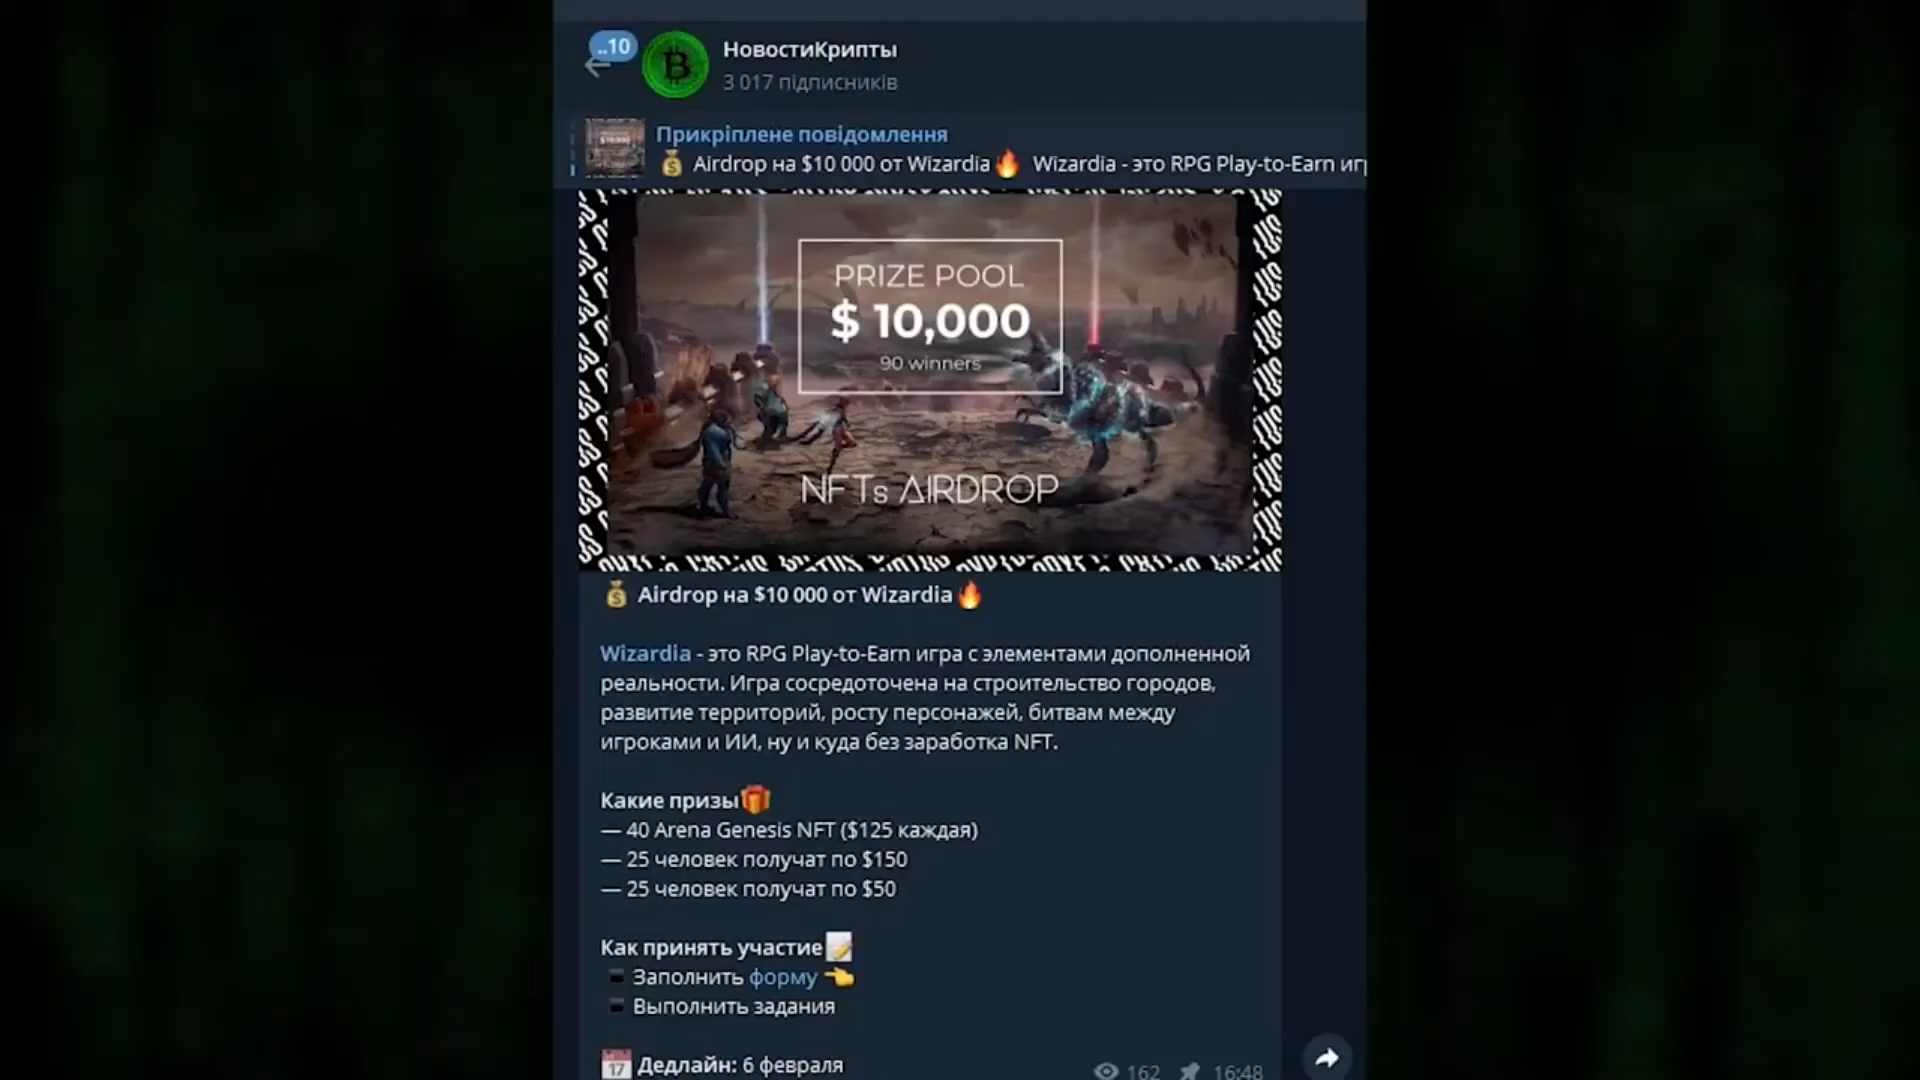 ..10
НовостиКрипты
3 017 підписників
Прикріплене повідомлення
💰 Airdrop на $10 000 от Wizardia🔥 Wizardia - это RPG Play-to-Earn игр
PRIZE POOL
$ 10,000
90 winners
NFTs AIRDROP
💰 Airdrop на $10 000 от Wizardia🔥
Wizardia - это RPG Play-to-Earn игра с элементами дополненной
реальности. Игра сосредоточена на строительство городов,
развитие территорий, росту персонажей, битвам между
игроками и ИИ, ну и куда без заработка NFT.
Какие призы🎁
— 40 Arena Genesis NFT ($125 каждая)
— 25 человек получат по $150
— 25 человек получат по $50
Как принять участие📝
▪️ Заполнить форму 👈
▪️ Выполнить задания
📅 Дедлайн: 6 февраля
162 16:48